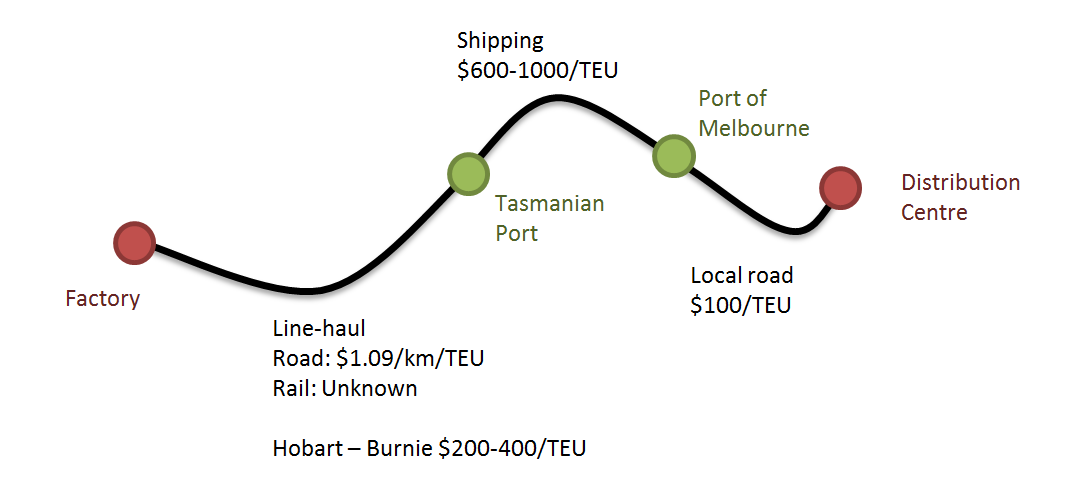 Shipping
$600-1000/TEU
Port of
Melbourne
Distribution
Centre
Tasmanian
Port
Local road
$100/TEU
Factory
Line-haul
Road: $1.09/km/TEU
Rail: Unknown
Hobart – Burnie $200-400/TEU